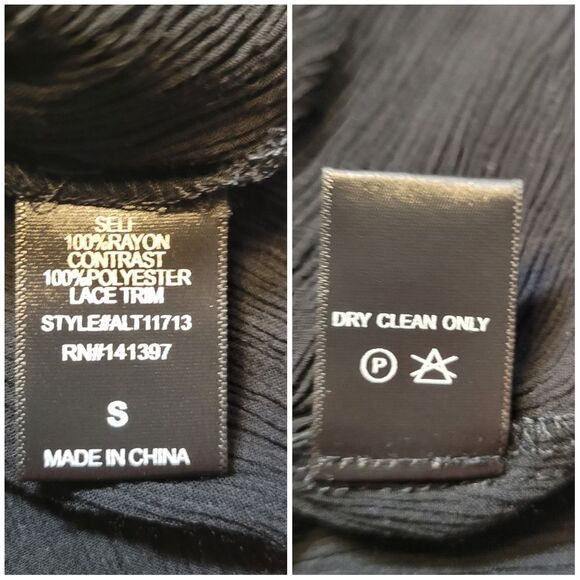 SELF
100%RAYON
CONTRAST
100%POLYESTER
LACE TRIM
STYLE#ALT11713
RN#141397
S
MADE IN CHINA
DRY CLEAN ONLY
P